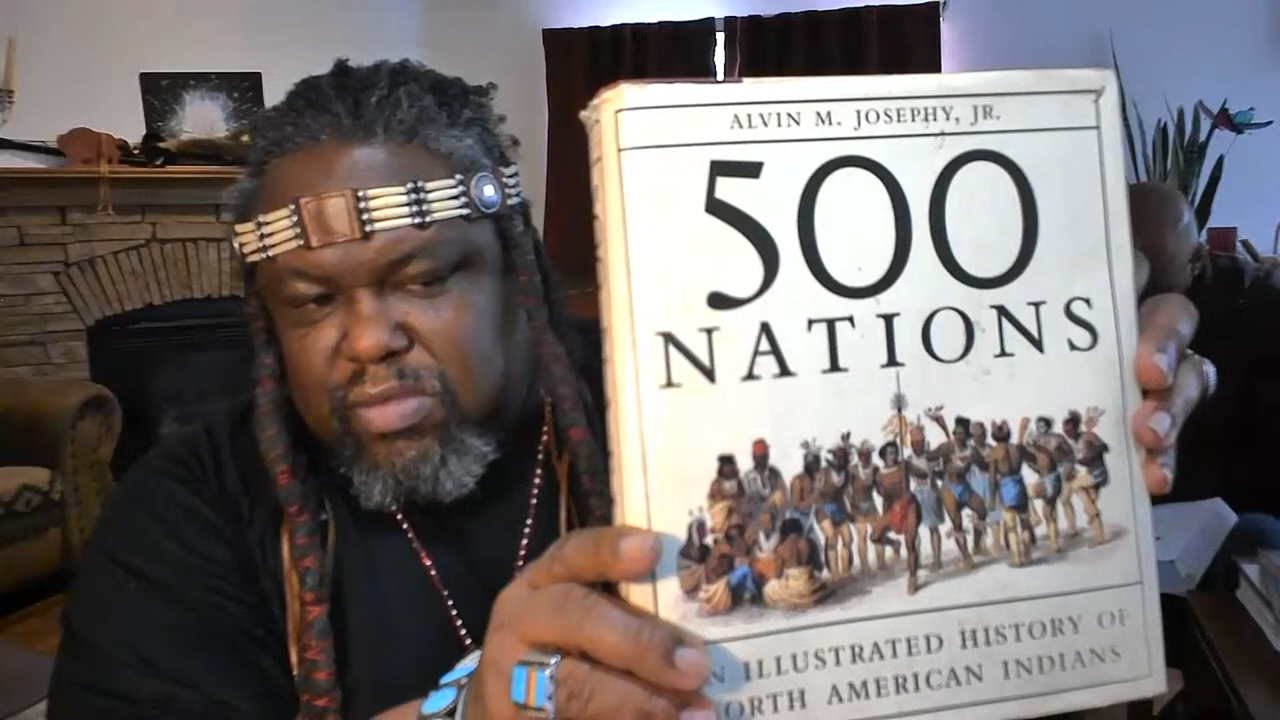 ALVIN M. JOSEPHY, JR.
500
NATIONS
N ILLUSTRATED HISTORY OF
ORTH AMERICAN INDIANS